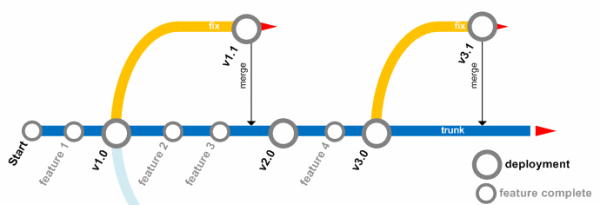 fix
v1.1
merge
fix
v3.1
merge
Start
feature 1
v1.0
feature 2
feature 3
v2.0
feature 4
v3.0
trunk
deployment
feature complete